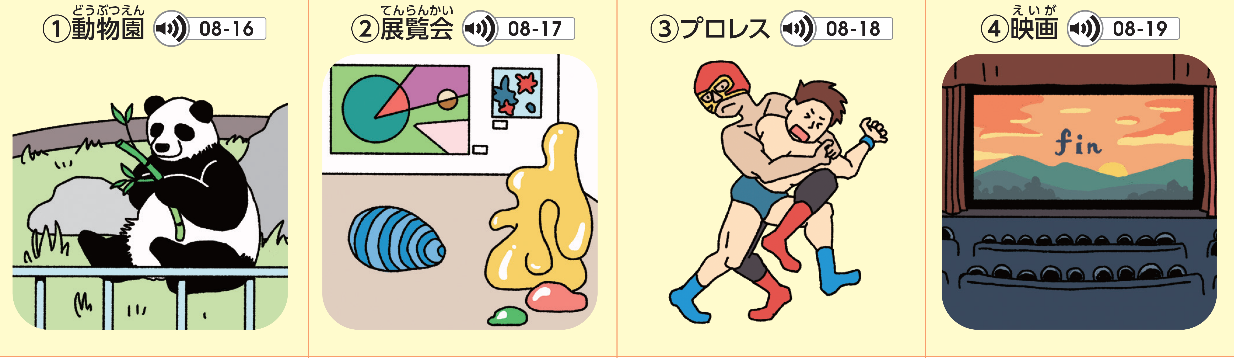 どうぶつえん
①動物園 08-16
てんらんかい
②展覧会 08-17
③プロレス 08-18
えいが
④映画 08-19
fin